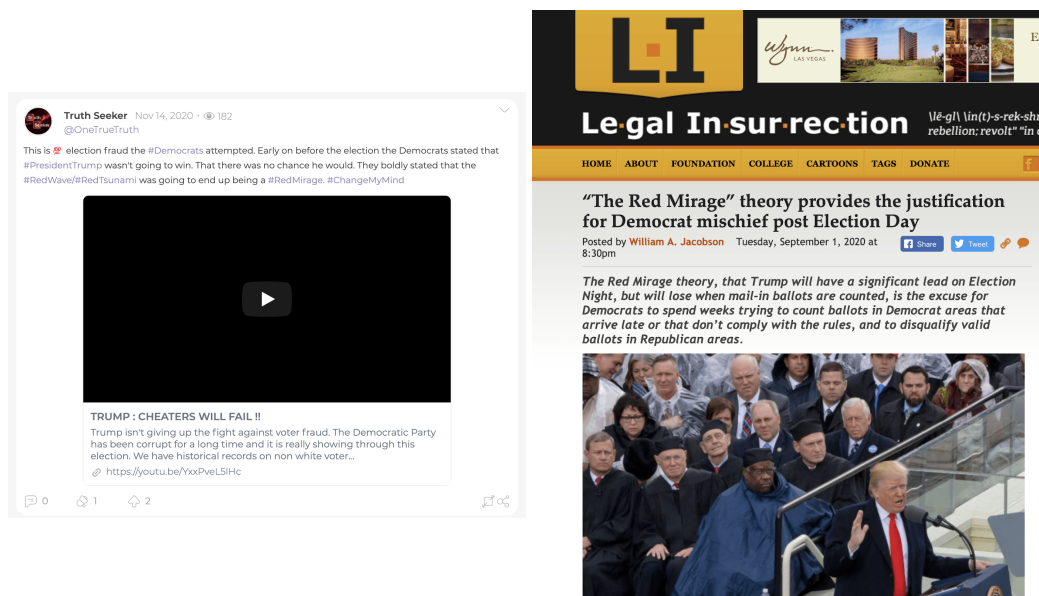 Truth Seeker Nov 14, 2020 · 182
@OneTrueTruth
This is 💯 election fraud the #Democrats attempted. Early on before the election the Democrats stated that
#PresidentTrump wasn't going to win. That there was no chance he would. They boldly stated that the
#RedWave/#RedTsunami was going to end up being a #RedMirage. #ChangeMyMind
TRUMP : CHEATERS WILL FAIL !!
Trump isn't giving up the fight against voter fraud. The Democratic Party
has been corrupt for a long time and it is really showing through this
election. We have historical records on non white voter...
https://youtu.be/YxxPveL5lHc
0 1 2
L·I
Wynn
LAS VEGAS
E
Le·gal In·sur·rec·tion
\lē-gl\ \in(t)-s-rek-sh
rebellion; revolt" "in
HOME ABOUT FOUNDATION COLLEGE CARTOONS TAGS DONATE
f
“The Red Mirage” theory provides the justification
for Democrat mischief post Election Day
Posted by William A. Jacobson Tuesday, September 1, 2020 at
8:30pm
Share Tweet
The Red Mirage theory, that Trump will have a significant lead on Election
Night, but will lose when mail-in ballots are counted, is the excuse for
Democrats to spend weeks trying to count ballots in Democrat areas that
arrive late or that don’t comply with the rules, and to disqualify valid
ballots in Republican areas.